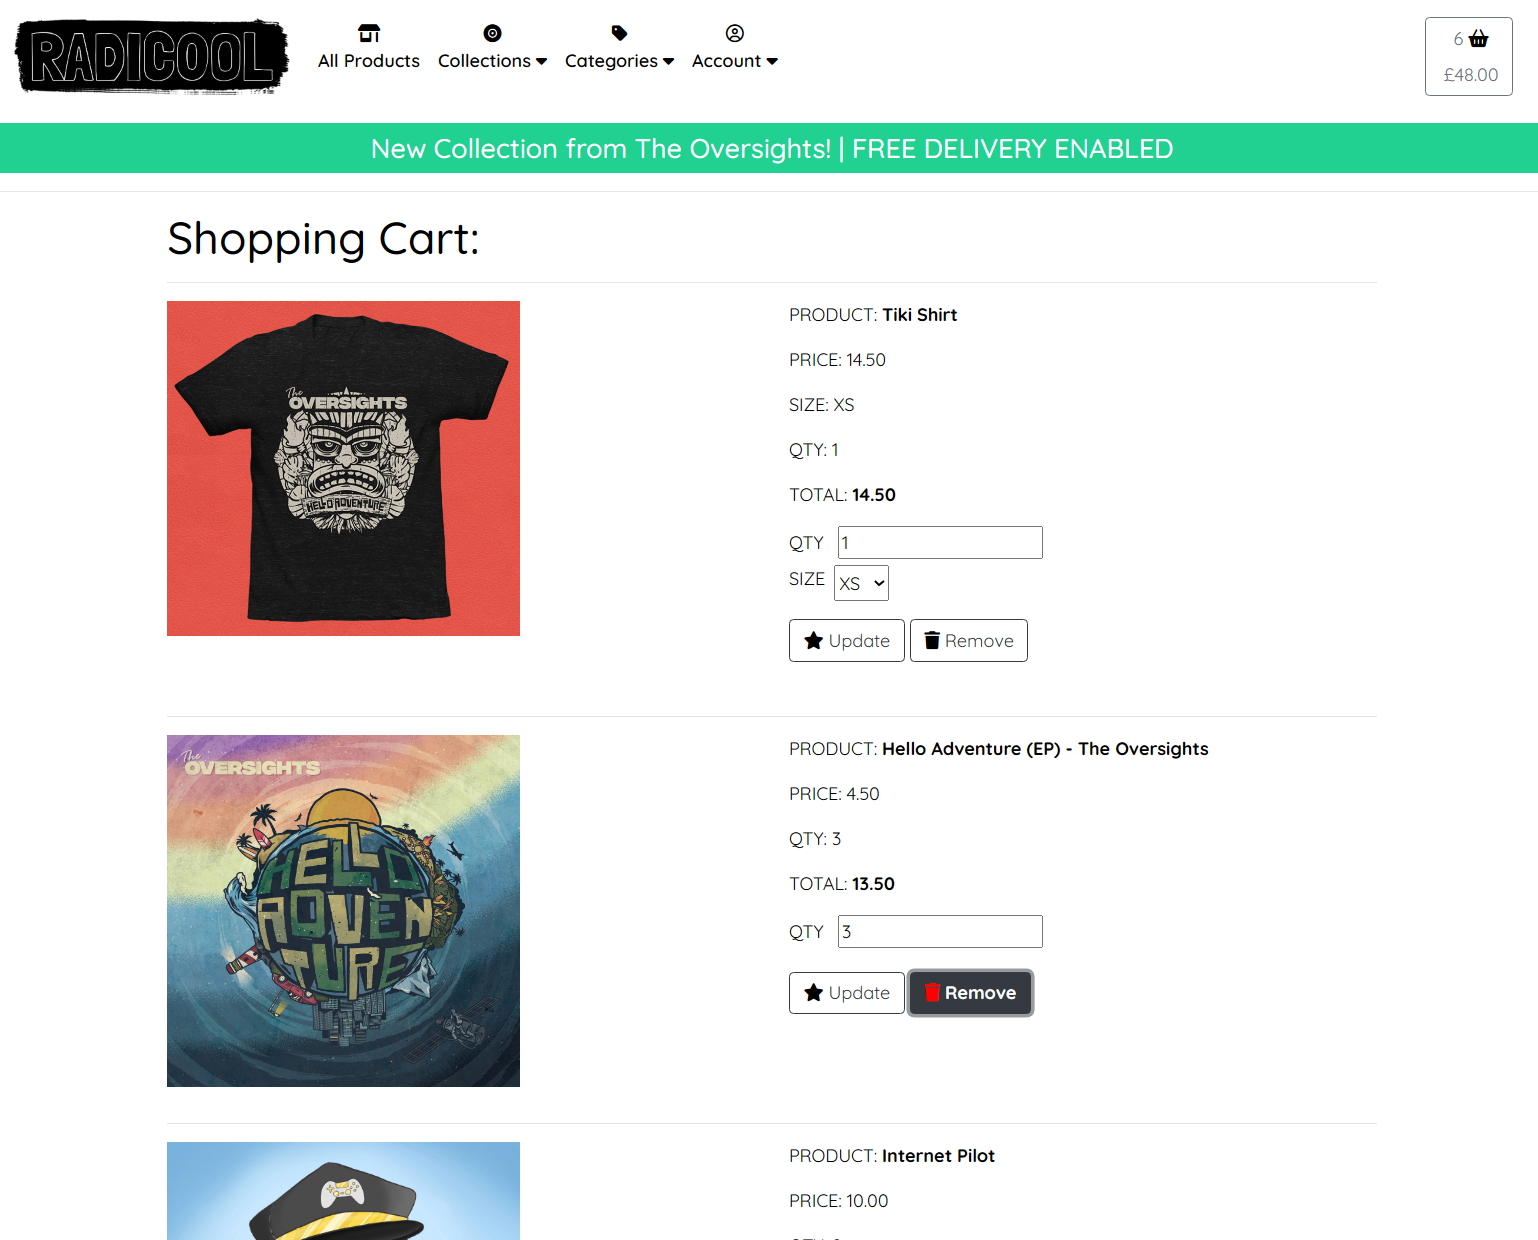 RADICOOL
All Products
Collections
Categories
Account
6
£48.00
New Collection from The Oversights! | FREE DELIVERY ENABLED
Shopping Cart:
The
OVERSIGHTS
HELLO ADVENTURE
PRODUCT: Tiki Shirt
PRICE: 14.50
SIZE: XS
QTY: 1
TOTAL: 14.50
QTY 1
SIZE XS
Update Remove
The
OVERSIGHTS
HELLO
ADVEN
TURE
PRODUCT: Hello Adventure (EP) - The Oversights
PRICE: 4.50
QTY: 3
TOTAL: 13.50
QTY 3
Update Remove
PRODUCT: Internet Pilot
PRICE: 10.00